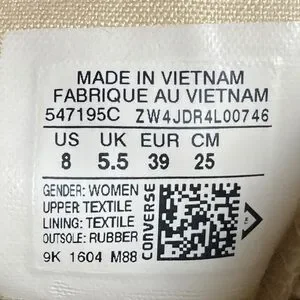 MADE IN VIETNAM
FABRIQUE AU VIETNAM
547195C ZW4JDR4L00746
US UK EUR CM
8 5.5 39 25
GENDER: WOMEN
UPPER: TEXTILE
LINING: TEXTILE
OUTSOLE: RUBBER
9K 1604 M88
CONVERSE